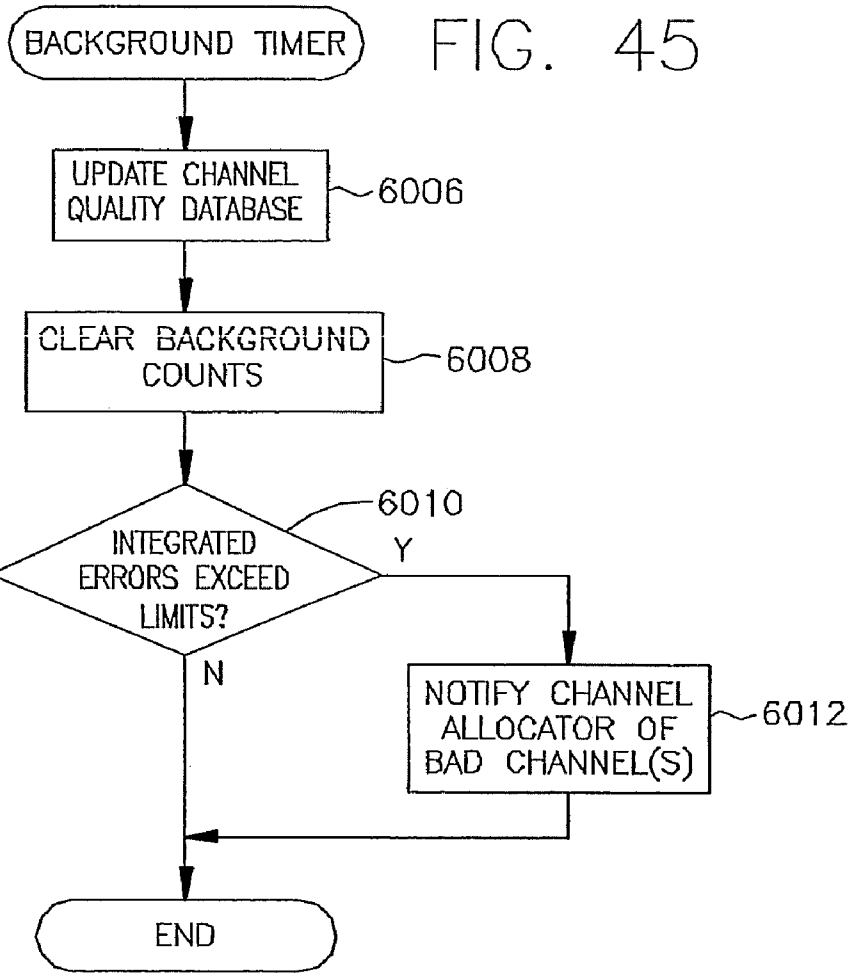 BACKGROUND TIMER
FIG. 45
UPDATE CHANNEL
QUALITY DATABASE
6006
CLEAR BACKGROUND
COUNTS
6008
6010
INTEGRATED
ERRORS EXCEED
LIMITS?
Y
N
NOTIFY CHANNEL
ALLOCATOR OF
BAD CHANNEL(S)
6012
END